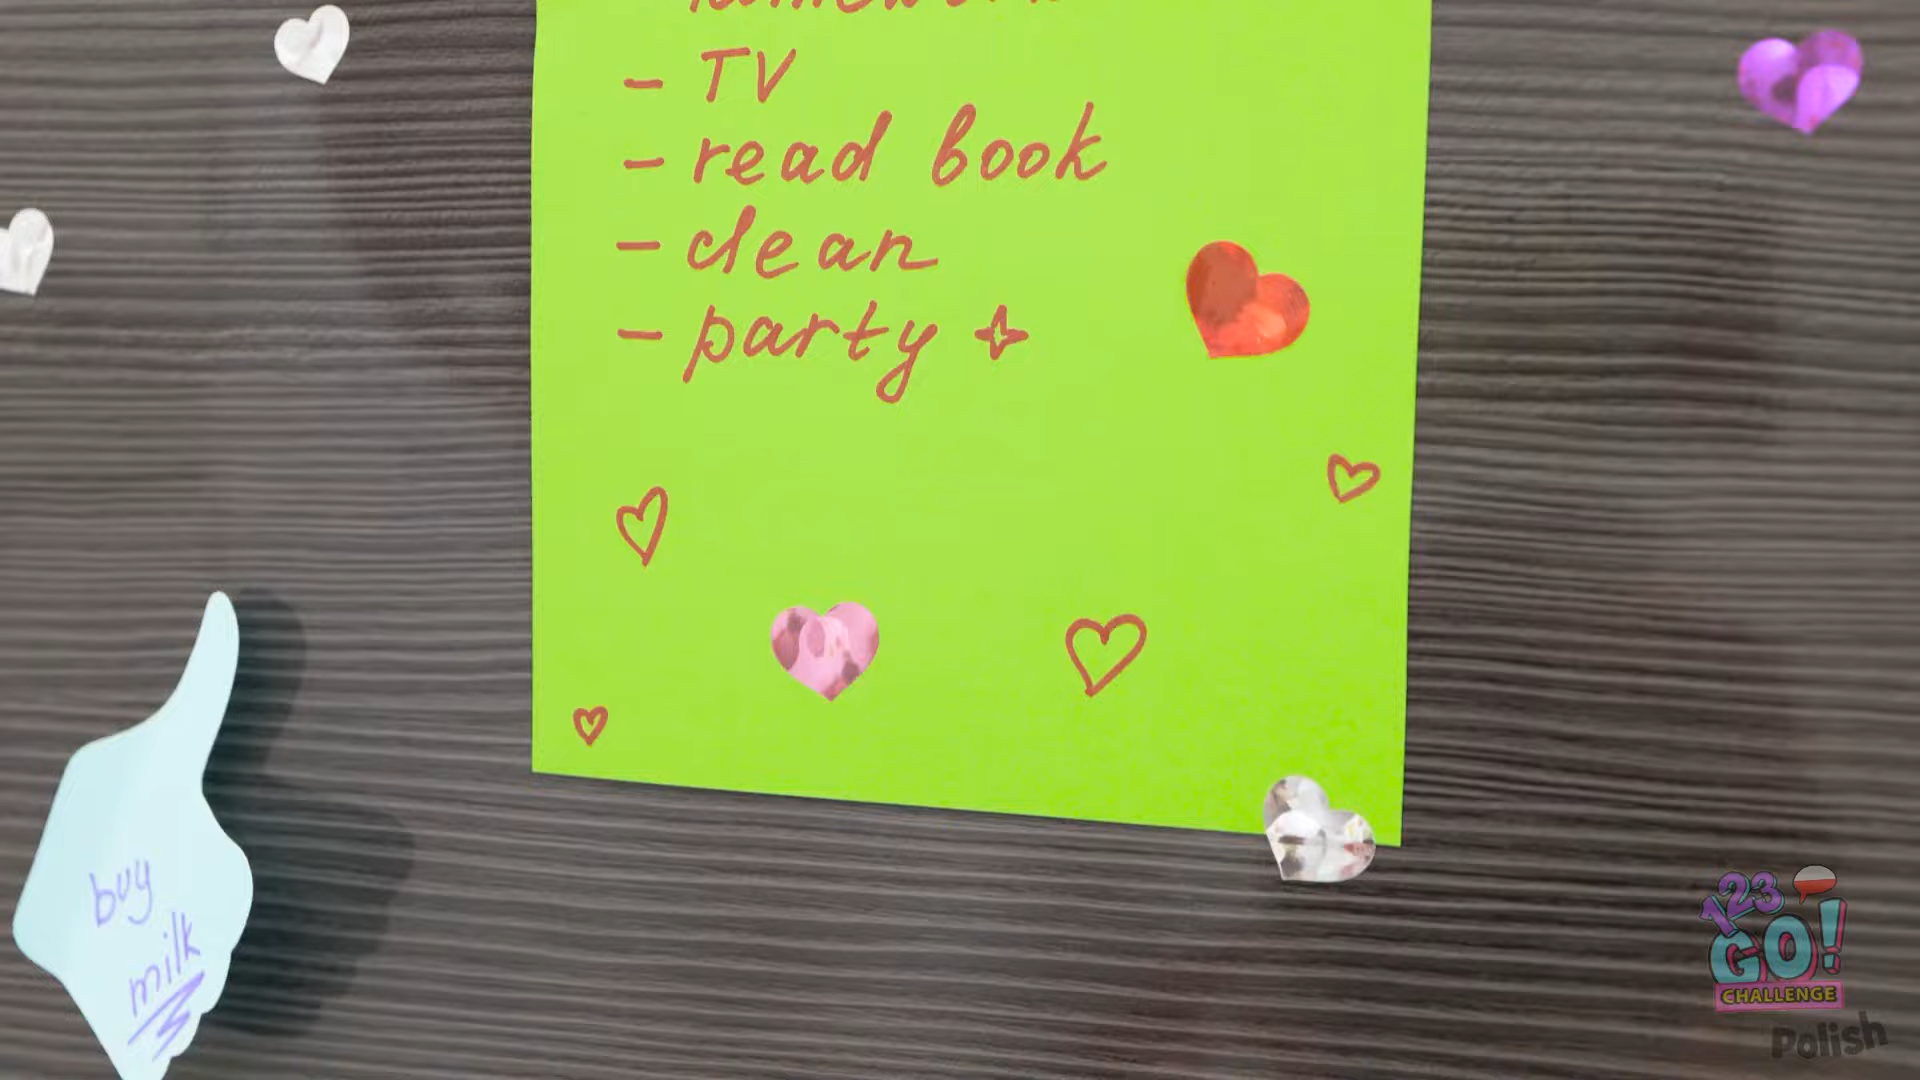 - TV
- read book
- clean
- party
buy
milk
123
GO!
CHALLENGE
Polish